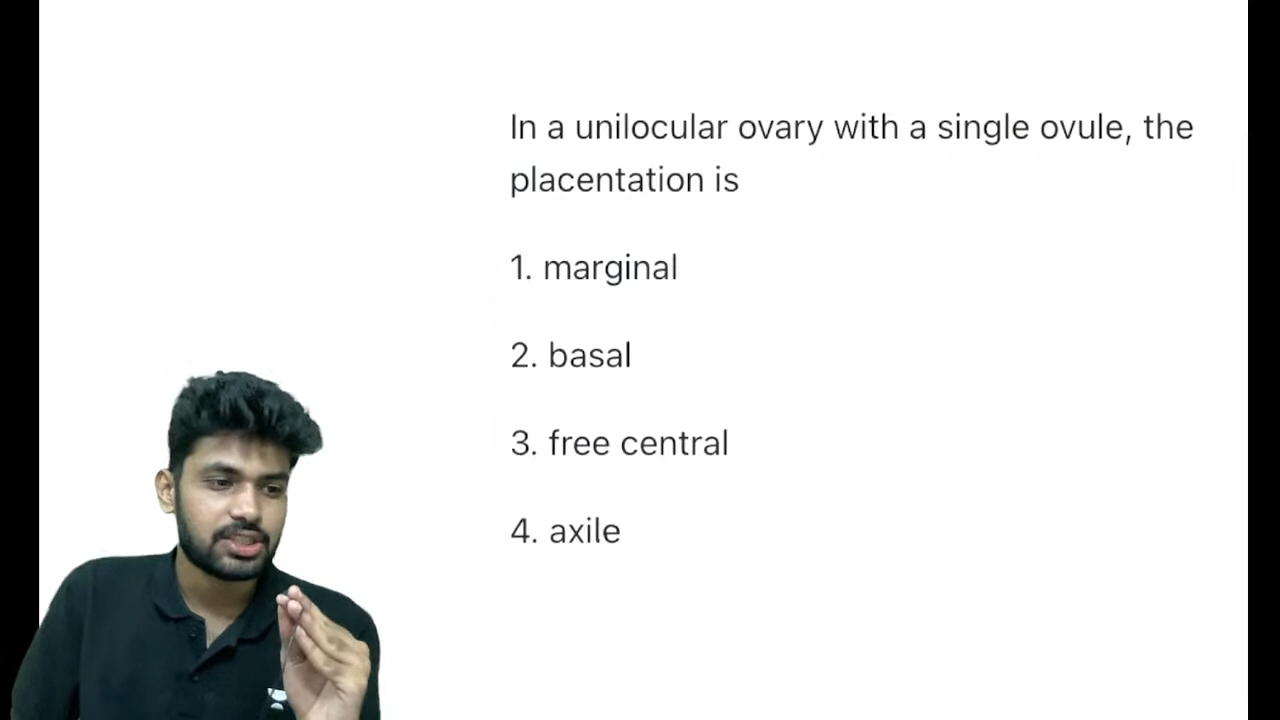 In a unilocular ovary with a single ovule, the
placentation is
1. marginal
2. basal
3. free central
4. axile